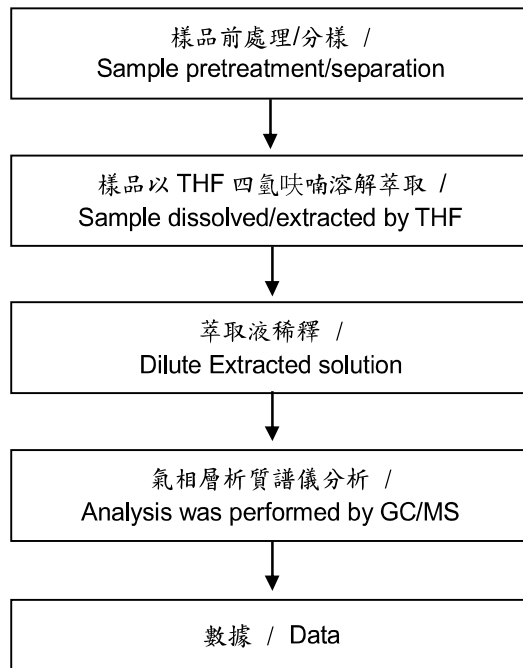 樣品前處理/分樣 /
Sample pretreatment/separation
樣品以 THF 四氫呋喃溶解萃取 /
Sample dissolved/extracted by THF
萃取液稀釋 /
Dilute Extracted solution
氣相層析質譜儀分析 /
Analysis was performed by GC/MS
數據 / Data